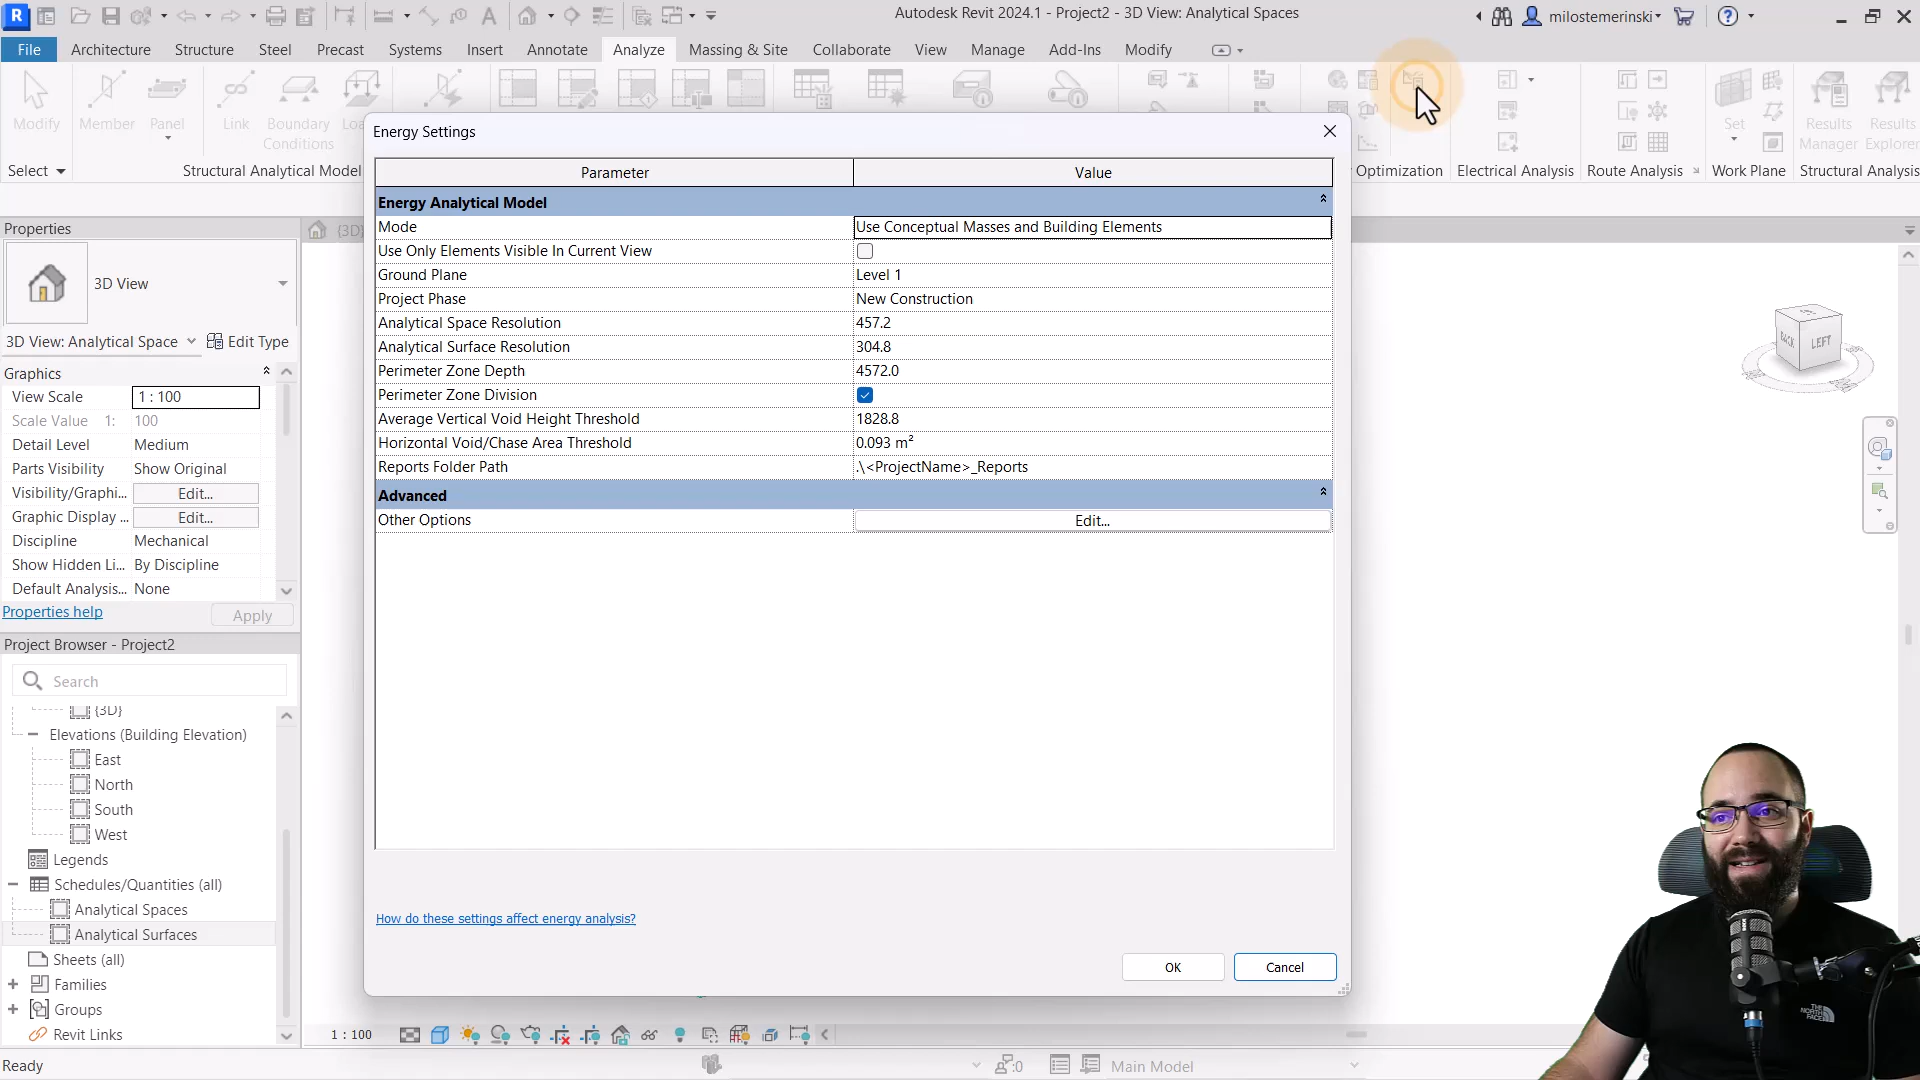 Autodesk Revit 2024.1 - Project2 - 3D View: Analytical Spaces
milostemerinski
File Architecture Structure Steel Precast Systems Insert Annotate Analyze Massing & Site Collaborate View Manage Add-Ins Modify
Modify Member Panel Link Boundary Conditions Set Results Manager Results Explorer
Select Structural Analytical Model Optimization Electrical Analysis Route Analysis Work Plane Structural Analysis
Properties
3D View
3D View: Analytical Space Edit Type
Graphics
View Scale 1 : 100
Scale Value 1: 100
Detail Level Medium
Parts Visibility Show Original
Visibility/Graphi... Edit...
Graphic Display ... Edit...
Discipline Mechanical
Show Hidden Li... By Discipline
Default Analysis... None
Properties help Apply
Project Browser - Project2
Search
{3D}
Elevations (Building Elevation)
East
North
South
West
Legends
Schedules/Quantities (all)
Analytical Spaces
Analytical Surfaces
Sheets (all)
Families
Groups
Revit Links
Ready
Energy Settings
Parameter Value
Energy Analytical Model
Mode Use Conceptual Masses and Building Elements
Use Only Elements Visible In Current View
Ground Plane Level 1
Project Phase New Construction
Analytical Space Resolution 457.2
Analytical Surface Resolution 304.8
Perimeter Zone Depth 4572.0
Perimeter Zone Division
Average Vertical Void Height Threshold 1828.8
Horizontal Void/Chase Area Threshold 0.093 m²
Reports Folder Path .\<ProjectName>_Reports
Advanced
Other Options Edit...
How do these settings affect energy analysis?
OK Cancel
BACK LEFT
1 : 100
:0 Main Model
THE NORTH FACE